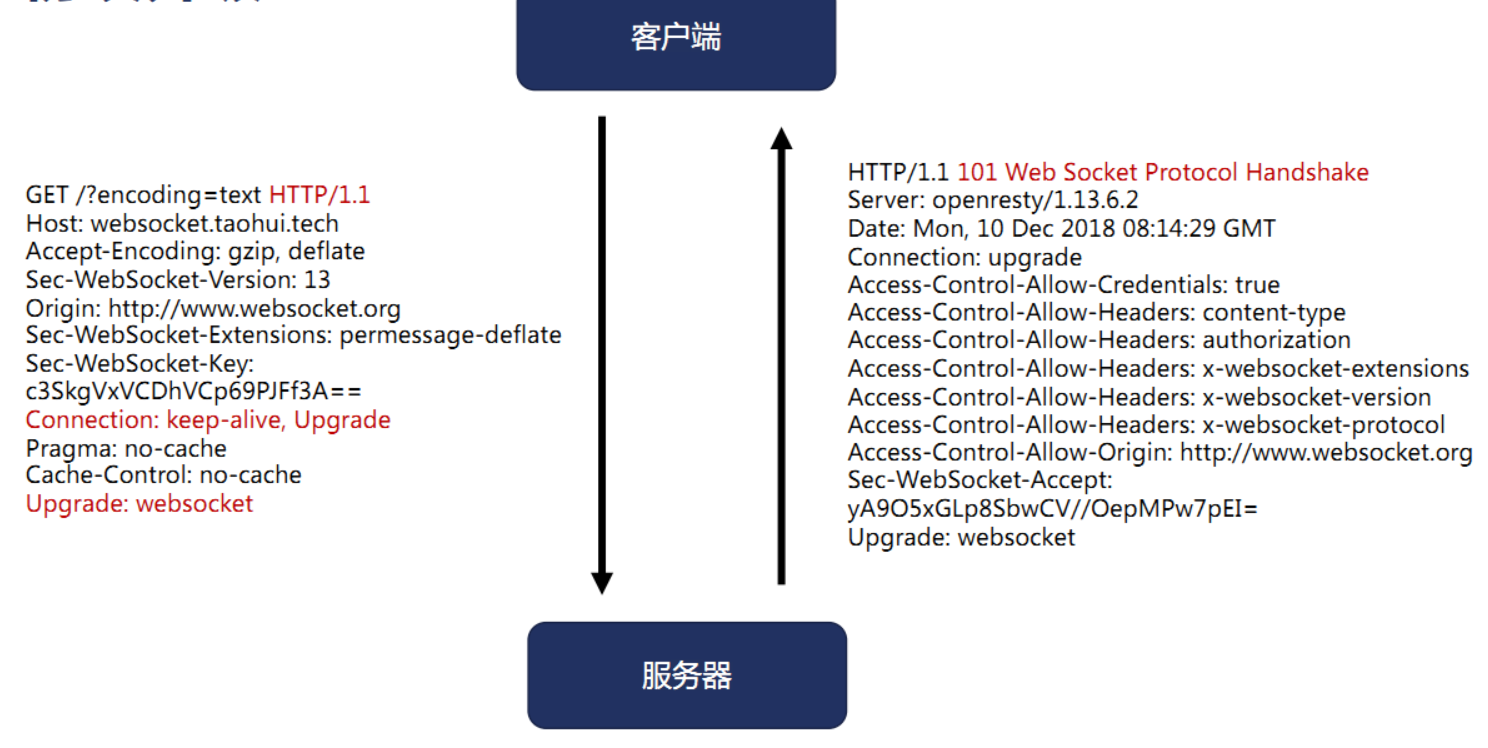 客户端
GET /?encoding=text HTTP/1.1
Host: websocket.taohui.tech
Accept-Encoding: gzip, deflate
Sec-WebSocket-Version: 13
Origin: http://www.websocket.org
Sec-WebSocket-Extensions: permessage-deflate
Sec-WebSocket-Key:
c3SkgVxVCDhVCp69PJFf3A==
Connection: keep-alive, Upgrade
Pragma: no-cache
Cache-Control: no-cache
Upgrade: websocket
HTTP/1.1 101 Web Socket Protocol Handshake
Server: openresty/1.13.6.2
Date: Mon, 10 Dec 2018 08:14:29 GMT
Connection: upgrade
Access-Control-Allow-Credentials: true
Access-Control-Allow-Headers: content-type
Access-Control-Allow-Headers: authorization
Access-Control-Allow-Headers: x-websocket-extensions
Access-Control-Allow-Headers: x-websocket-version
Access-Control-Allow-Headers: x-websocket-protocol
Access-Control-Allow-Origin: http://www.websocket.org
Sec-WebSocket-Accept:
yA9O5xGLp8SbwCV//OepMPw7pEI=
Upgrade: websocket
服务器